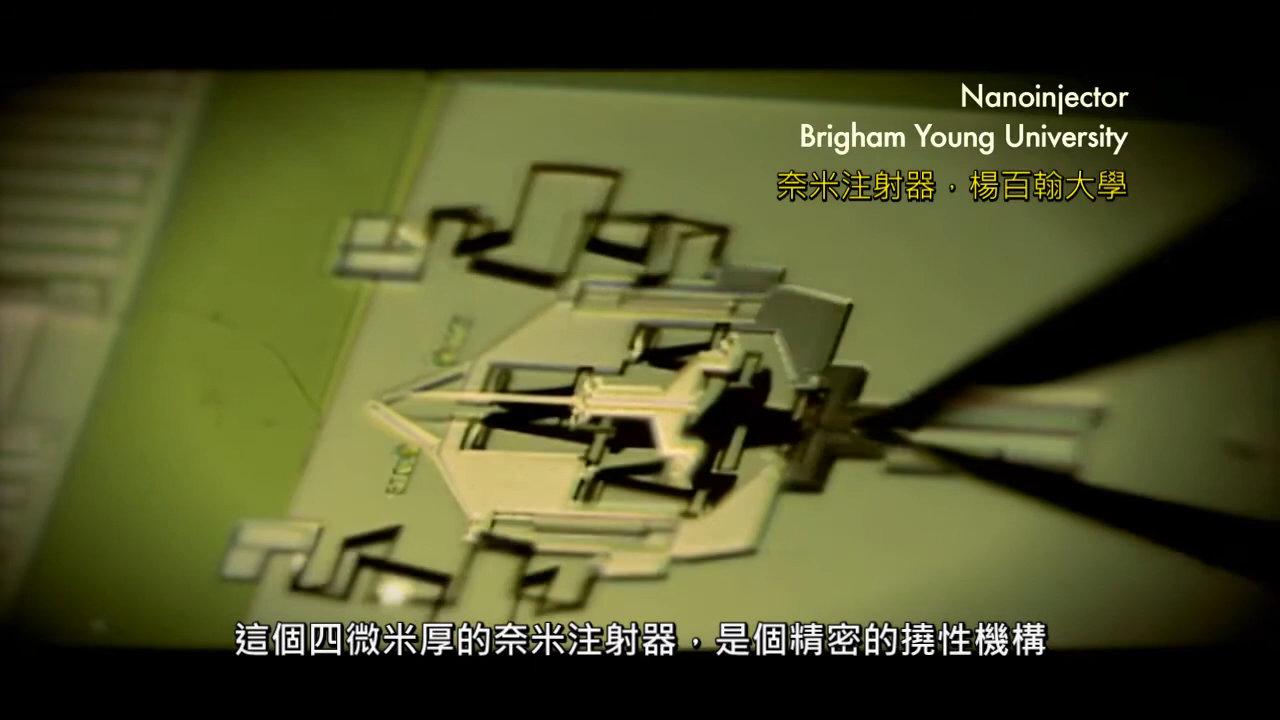 Nanoinjector
Brigham Young University
奈米注射器，楊百翰大學
這個四微米厚的奈米注射器，是個精密的撓性機構